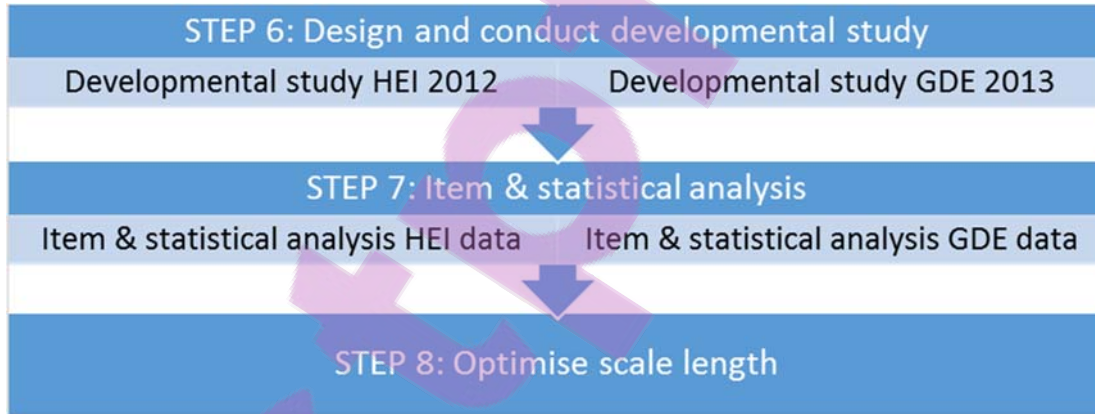 STEP 6: Design and conduct developmental study
Developmental study HEI 2012 Developmental study GDE 2013
STEP 7: Item & statistical analysis
Item & statistical analysis HEI data Item & statistical analysis GDE data
STEP 8: Optimise scale length